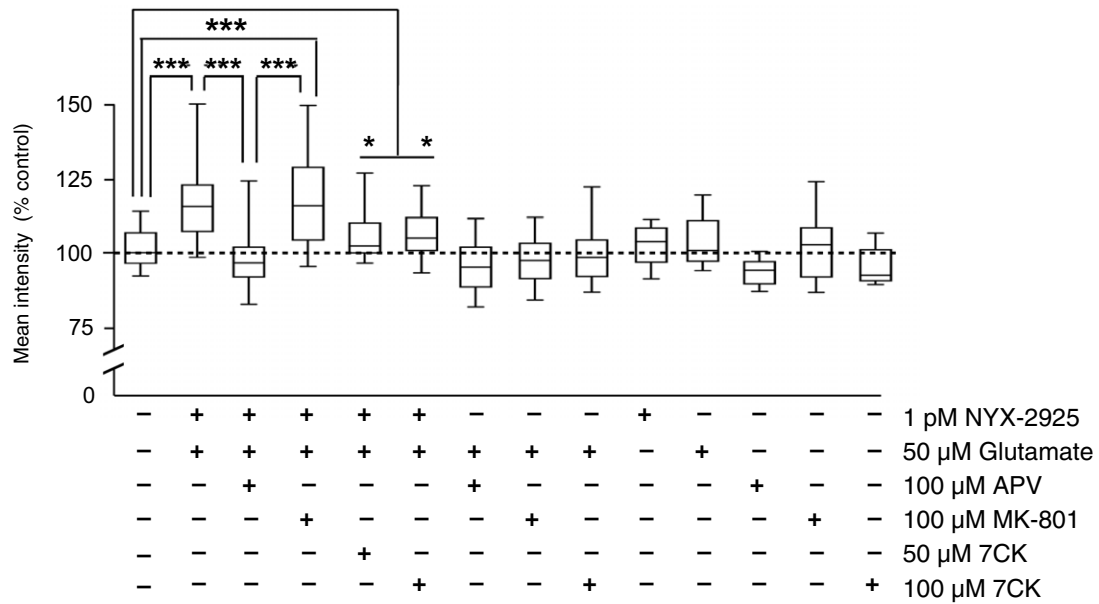 ***
*** *** ***
150
* *
125
100
75
0
Mean intensity (% control)
– + + + + + – – – + – – – – 1 pM NYX-2925
– + + + + + + + + – + – – – 50 µM Glutamate
– – + – – – + – – – – + – – 100 µM APV
– – – + – – – + – – – – + – 100 µM MK-801
– – – – + – – – – – – – – – 50 µM 7CK
– – – – – + – – + – – – – + 100 µM 7CK